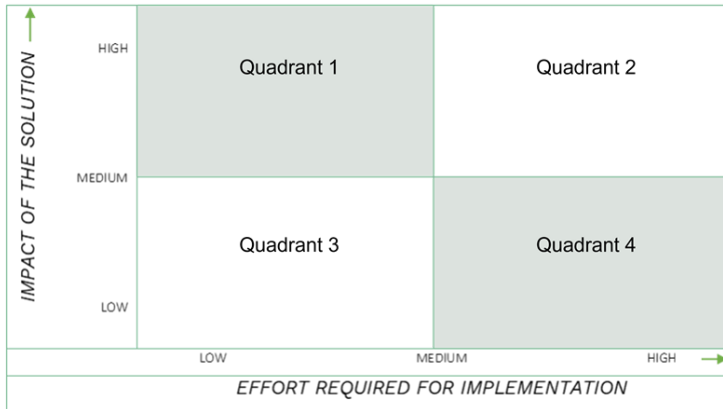 IMPACT OF THE SOLUTION
HIGH
Quadrant 1
Quadrant 2
MEDIUM
Quadrant 3
Quadrant 4
LOW
LOW
MEDIUM
HIGH
EFFORT REQUIRED FOR IMPLEMENTATION